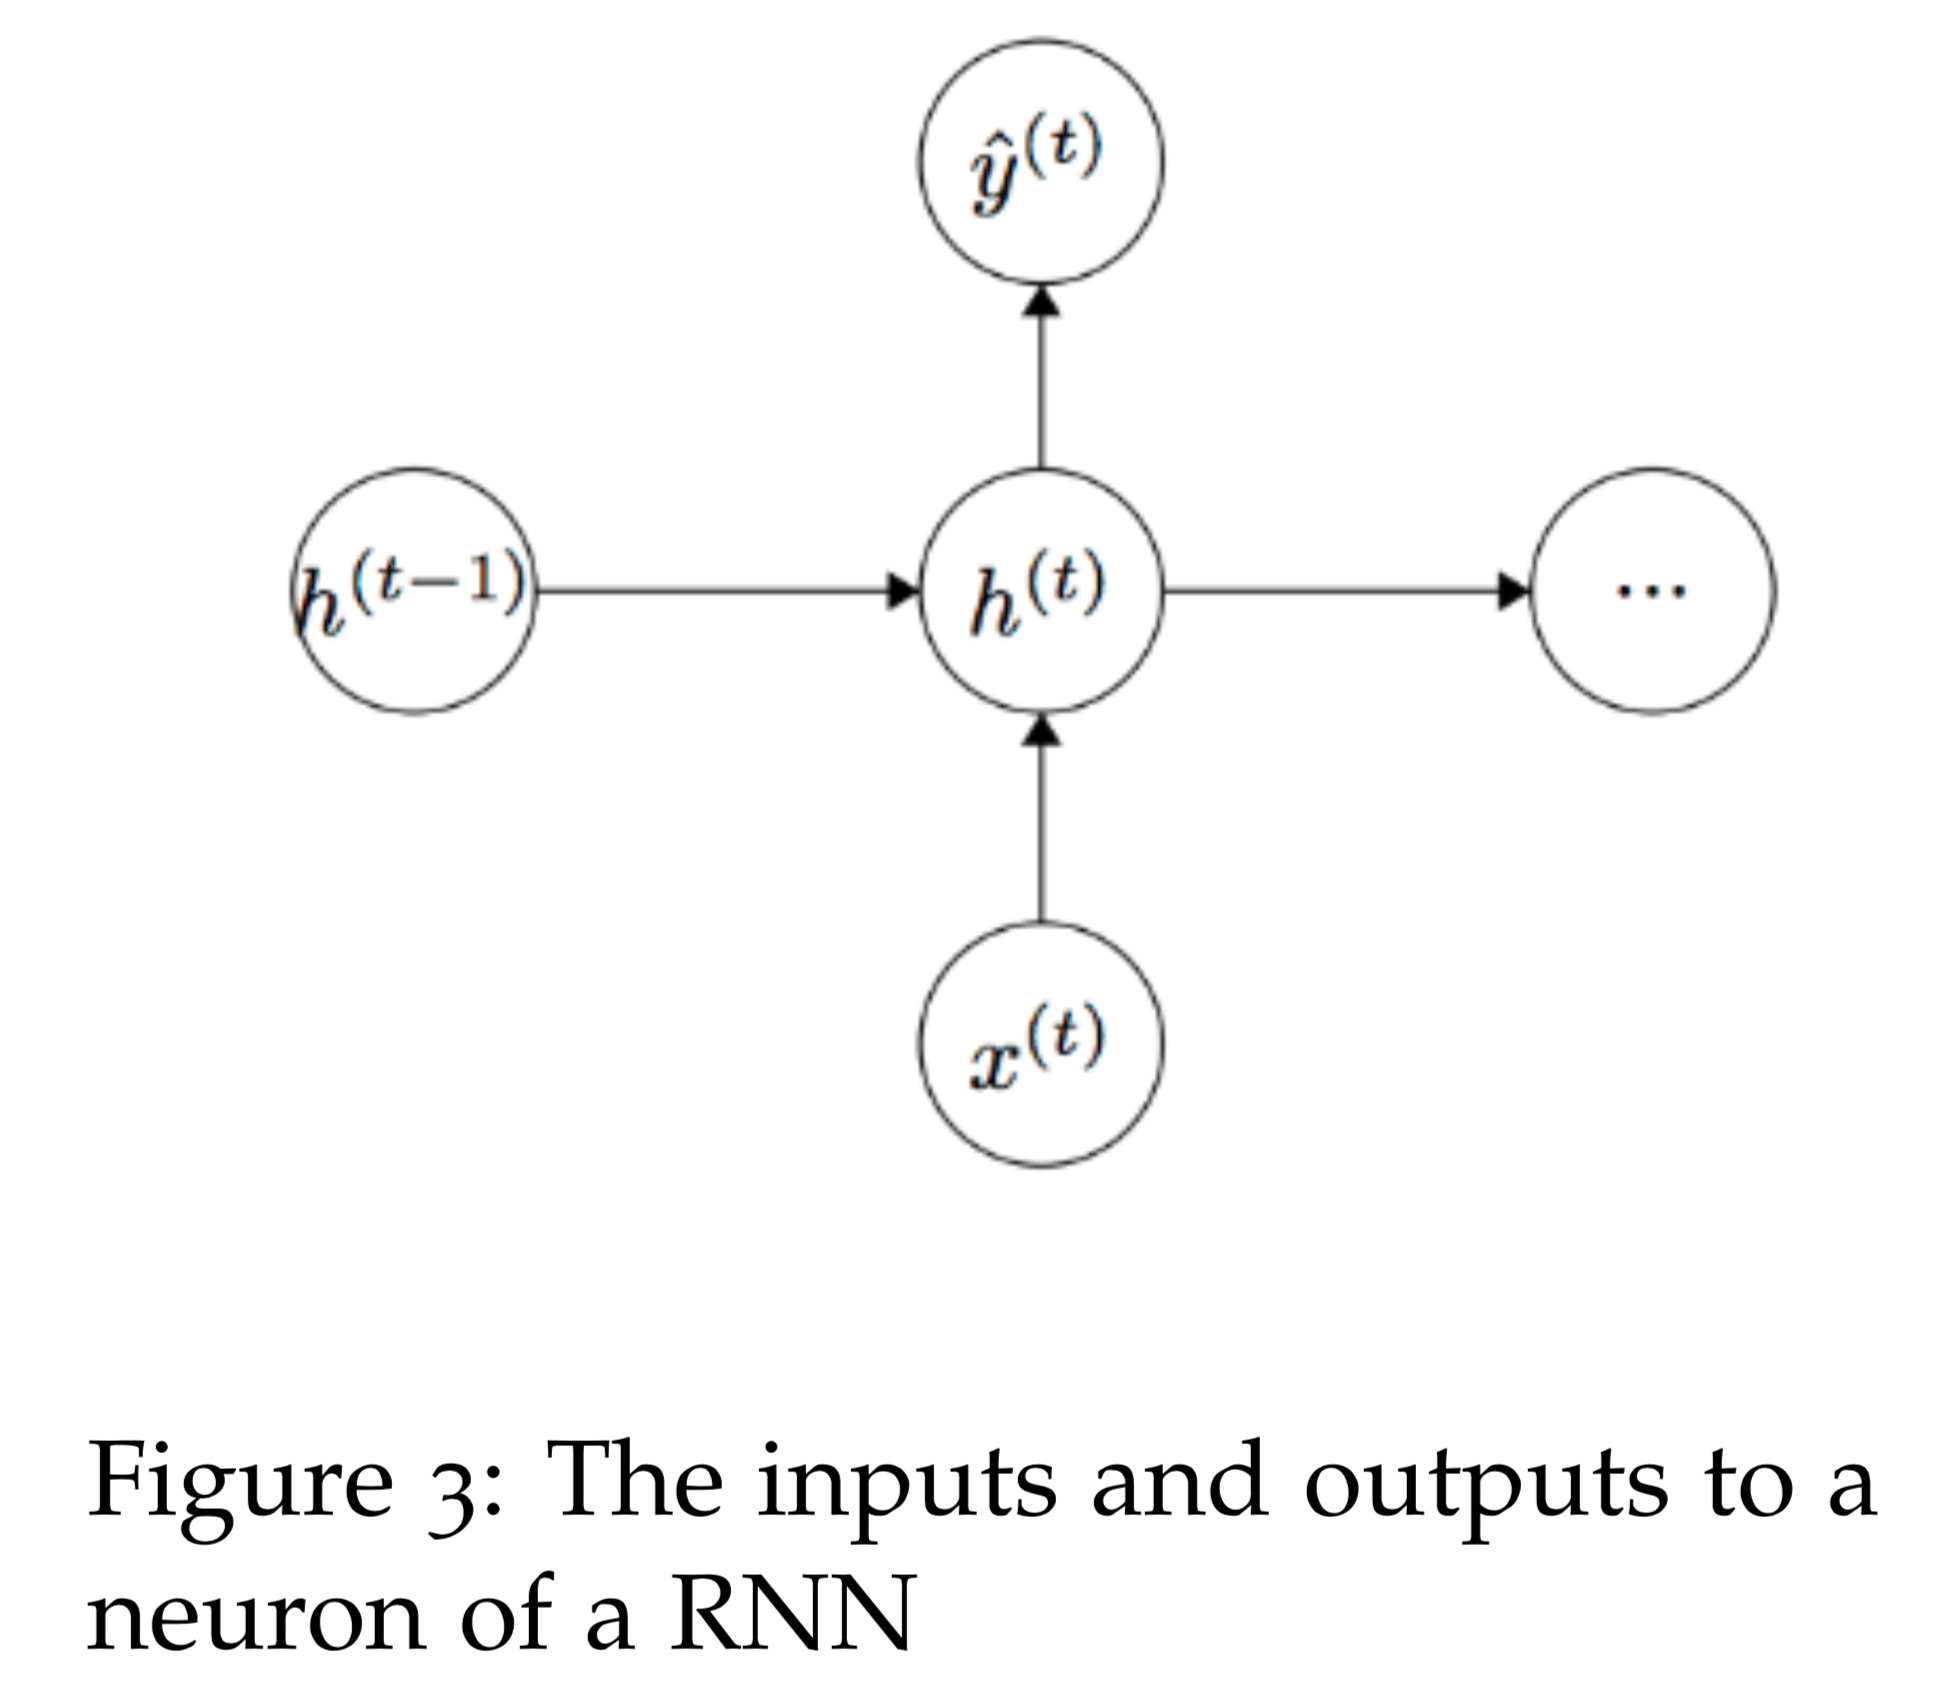 ŷ^(t)
h^(t−1) h^(t) ...
x^(t)
Figure 3: The inputs and outputs to a
neuron of a RNN